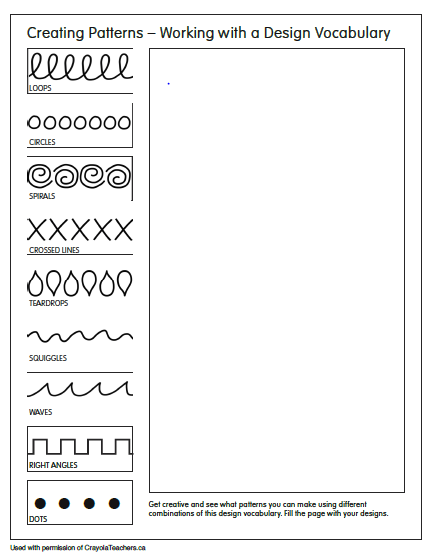 Creating Patterns – Working with a Design Vocabulary
LOOPS
CIRCLES
SPIRALS
CROSSED LINES
TEARDROPS
SQUIGGLES
WAVES
RIGHT ANGLES
DOTS
Get creative and see what patterns you can make using different
combinations of this design vocabulary. Fill the page with your designs.
Used with permission of CrayolaTeachers.ca